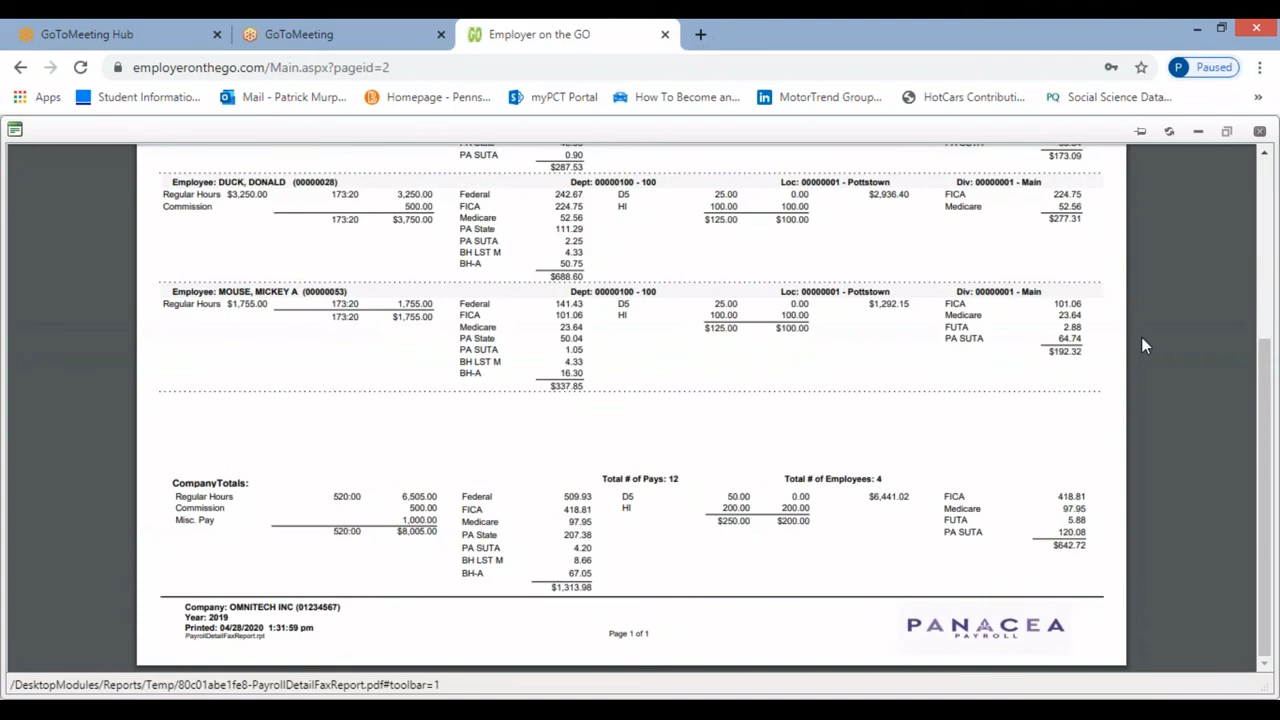 GoToMeeting Hub GoToMeeting GO Employer on the GO
employeronthego.com/Main.aspx?pageid=2 P Paused
Apps Student Informatio... Mail - Patrick Murp... Homepage - Penns... myPCT Portal How To Become an... MotorTrend Group... HotCars Contributi... PQ Social Science Data... »
PA SUTA 0.90 $173.09
$287.53
Employee: DUCK, DONALD (00000028) Dept: 00000100 - 100 Loc: 00000001 - Pottstown Div: 00000001 - Main
Regular Hours $3,250.00 173:20 3,250.00 Federal 242.67 D5 25.00 0.00 $2,936.40 FICA 224.75
Commission 500.00 FICA 224.75 HI 100.00 100.00 Medicare 52.56
173:20 $3,750.00 Medicare 52.56 $125.00 $100.00 $277.31
PA State 111.29
PA SUTA 2.25
BH LST M 4.33
BH-A 50.75
$688.60
Employee: MOUSE, MICKEY A (00000053) Dept: 00000100 - 100 Loc: 00000001 - Pottstown Div: 00000001 - Main
Regular Hours $1,755.00 173:20 1,755.00 Federal 141.43 D5 25.00 0.00 $1,292.15 FICA 101.06
173:20 $1,755.00 FICA 101.06 HI 100.00 100.00 Medicare 23.64
Medicare 23.64 $125.00 $100.00 FUTA 2.88
PA State 50.04 PA SUTA 64.74
PA SUTA 1.05 $192.32
BH LST M 4.33
BH-A 16.30
$337.85
CompanyTotals: Total # of Pays: 12 Total # of Employees: 4
Regular Hours 520:00 6,505.00 Federal 509.93 D5 50.00 0.00 $6,441.02 FICA 418.81
Commission 500.00 FICA 418.81 HI 200.00 200.00 Medicare 97.95
Misc. Pay 1,000.00 Medicare 97.95 $250.00 $200.00 FUTA 5.88
520:00 $8,005.00 PA State 207.38 PA SUTA 120.08
PA SUTA 4.20 $642.72
BH LST M 8.66
BH-A 67.05
$1,313.98
Company: OMNITECH INC (01234567)
Year: 2019
Printed: 04/28/2020 1:31:59 pm
PayrollDetailFaxReport.rpt
Page 1 of 1
PANACEA
PAYROLL
/DesktopModules/Reports/Temp/80c01abe1fe8-PayrollDetailFaxReport.pdf#toolbar=1